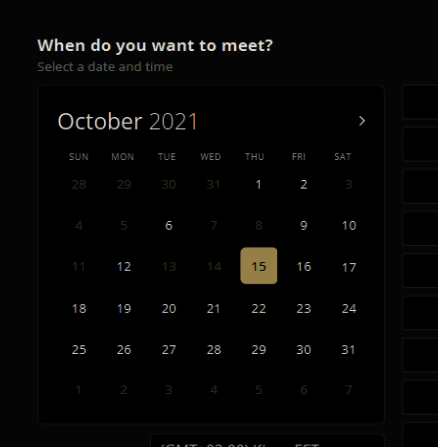 When do you want to meet?
Select a date and time
October 2021
SUN MON TUE WED THU FRI SAT
28 29 30 31 1 2 3
4 5 6 7 8 9 10
11 12 13 14 15 16 17
18 19 20 21 22 23 24
25 26 27 28 29 30 31
1 2 3 4 5 6 7